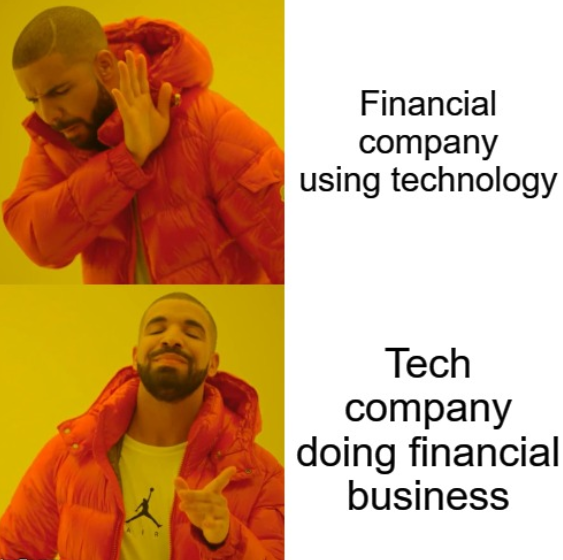 Financial
company
using technology
Tech
company
doing financial
business